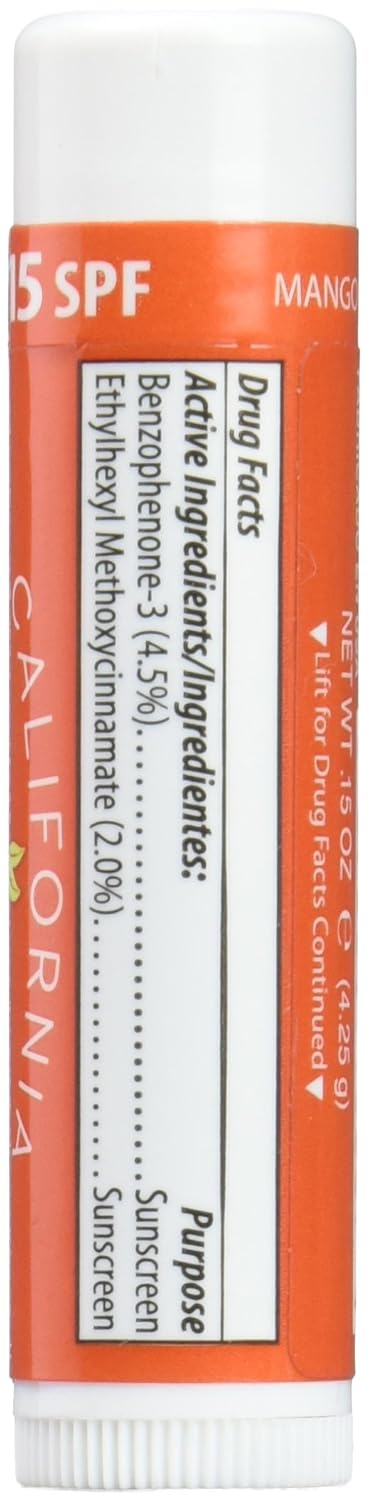 15 SPF
MANGO
Drug Facts
Active Ingredients/Ingredientes: Purpose
Benzophenone-3 (4.5%)..............................Sunscreen
Ethylhexyl Methoxycinnamate (2.0%)..................Sunscreen
NET WT .15 OZ ℮ (4.25 g)
▼Lift for Drug Facts Continued▼
CALIFORNIA